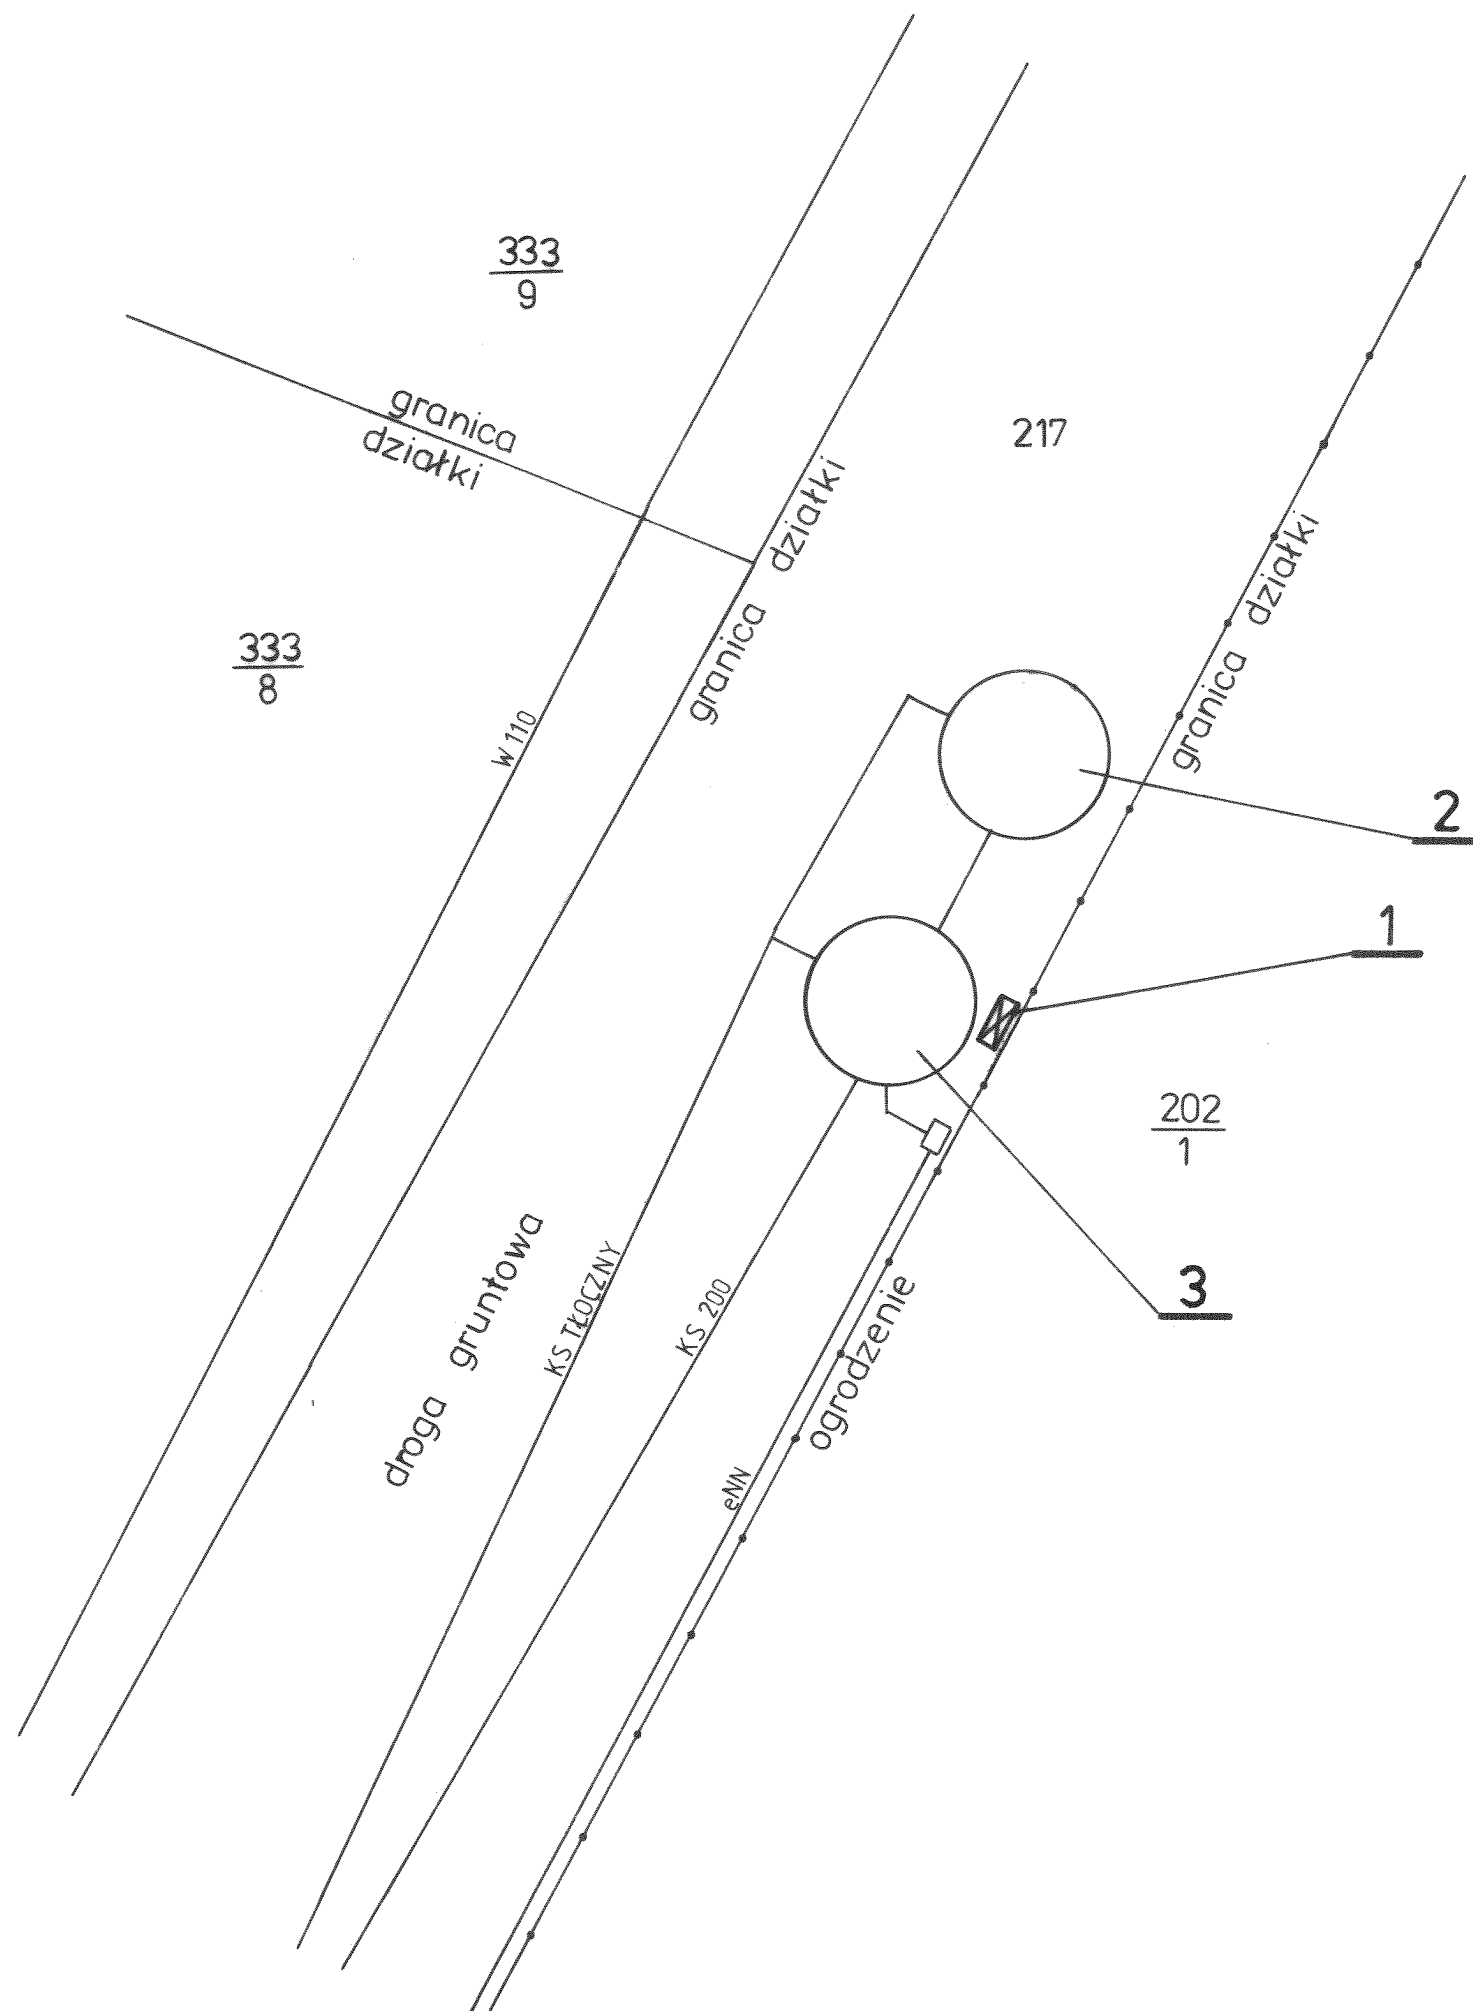 333
9
granica
działki
217
granica działki
granica działki
333
8
W 110
2
1
202
1
3
droga gruntowa
KS TŁOCZNY
KS 200
ogrodzenie
eNN